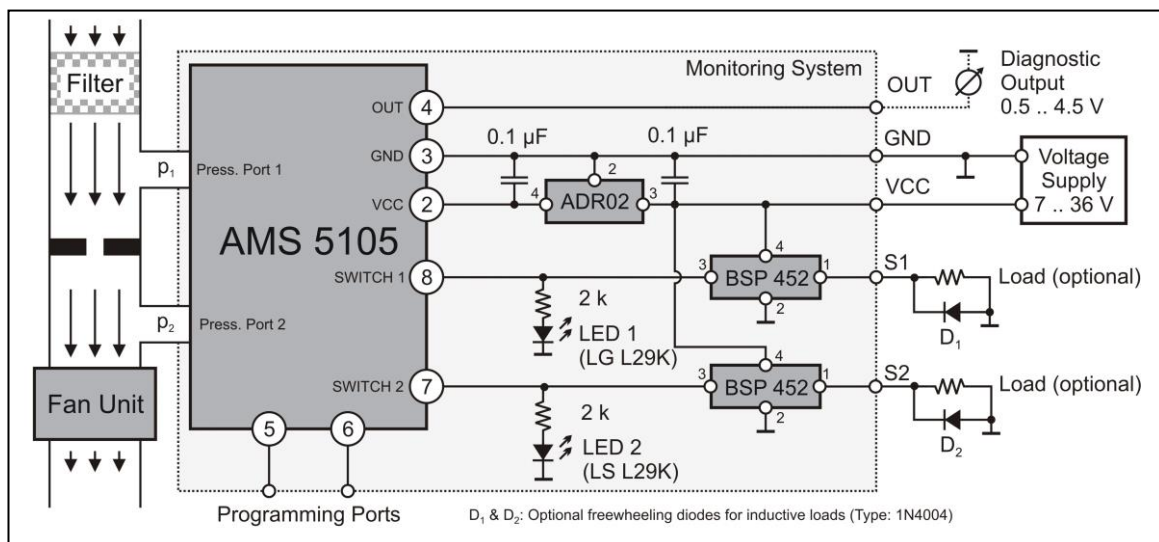 Filter
Monitoring System
Diagnostic
Output
0.5 .. 4.5 V
OUT
OUT
4
0.1 µF
0.1 µF
GND
GND
3
2
p1
Press. Port 1
VCC
VCC
2
4
ADR02
3
Voltage
Supply
7 .. 36 V
AMS 5105
4
SWITCH 1
8
3
BSP 452
1
S1
Load (optional)
2
2 k
LED 1
(LG L29K)
D1
p2
Press. Port 2
4
SWITCH 2
7
3
BSP 452
1
S2
Load (optional)
2
2 k
LED 2
(LS L29K)
D2
Fan Unit
5
6
Programming Ports
D1 & D2: Optional freewheeling diodes for inductive loads (Type: 1N4004)